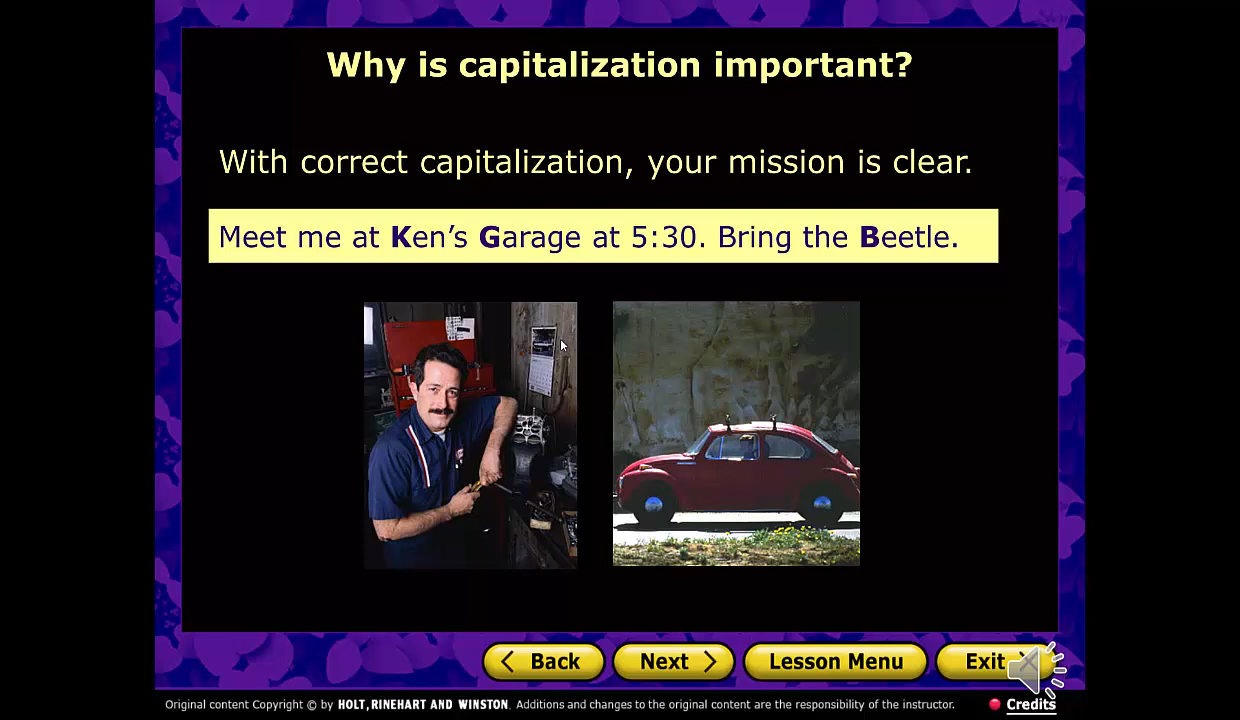 Why is capitalization important?
With correct capitalization, your mission is clear.
Meet me at Ken’s Garage at 5:30. Bring the Beetle.
Back
Next
Lesson Menu
Exit
Original content Copyright © by HOLT, RINEHART AND WINSTON. Additions and changes to the original content are the responsibility of the instructor.
Credits